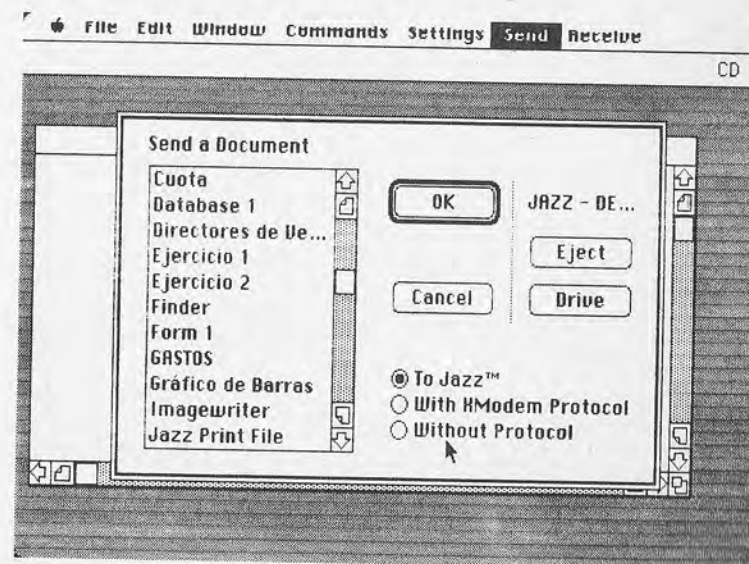 File Edit Window Commands Settings Send Receive
CD
Send a Document
Cuota
Database 1
Directores de Ve...
Ejercicio 1
Ejercicio 2
Finder
Form 1
GASTOS
Gráfico de Barras
Imagewriter
Jazz Print File
OK
Cancel
JAZZ - DE...
Eject
Drive
To Jazz™
With XModem Protocol
Without Protocol